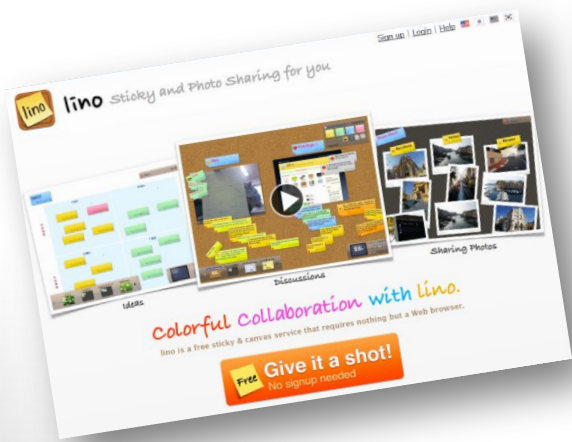 Sign up | Login | Help
lino
lino Sticky and Photo Sharing for you
Ideas
Discussions
Sharing Photos
Colorful Collaboration with lino.
lino is a free sticky & canvas service that requires nothing but a Web browser.
Free
Give it a shot!
No signup needed